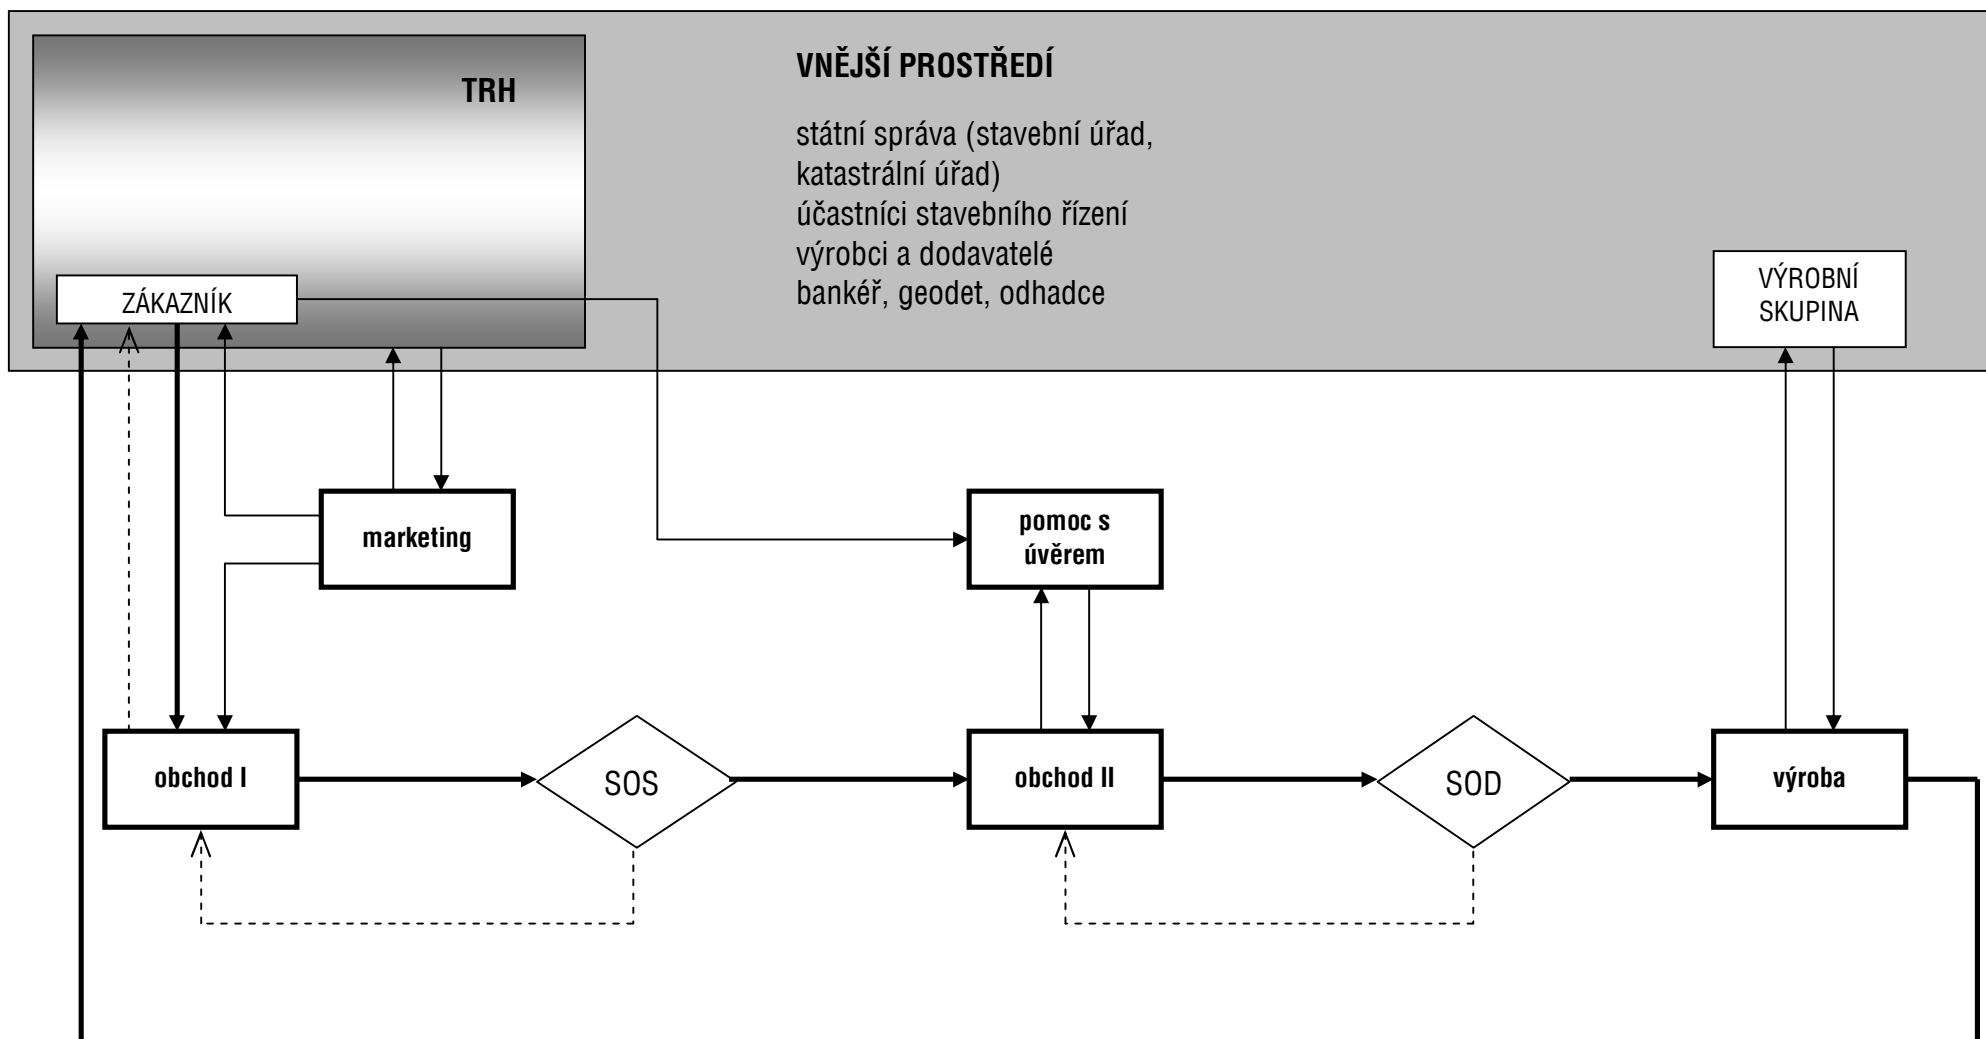 TRH
VNĚJŠÍ PROSTŘEDÍ
státní správa (stavební úřad,
katastrální úřad)
účastníci stavebního řízení
výrobci a dodavatelé
bankéř, geodet, odhadce
ZÁKAZNÍK
VÝROBNÍ
SKUPINA
marketing
pomoc s
úvěrem
obchod I
SOS
obchod II
SOD
výroba